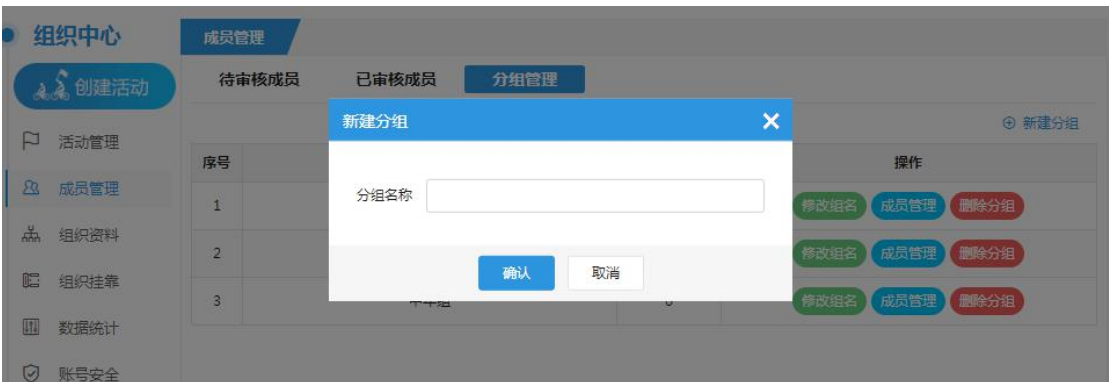 组织中心
成员管理
创建活动
待审核成员
已审核成员
分组管理
新建分组
新建分组
活动管理
序号
操作
成员管理
分组名称
1
修改组名
成员管理
删除分组
组织资料
2
修改组名
成员管理
删除分组
组织挂靠
确认
取消
3
修改组名
成员管理
删除分组
数据统计
账号安全